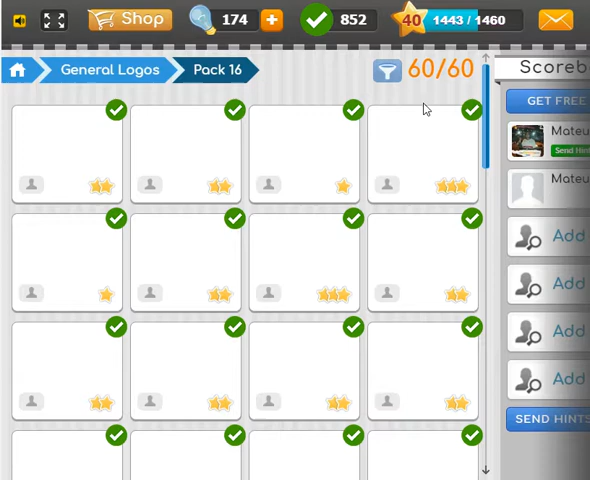 Shop 174 + 852 40 1443 / 1460
General Logos Pack 16 60/60 Scoreb
GET FREE
Mateu
Send Hin
Mateu
Add
Add
Add
Add
SEND HINTS